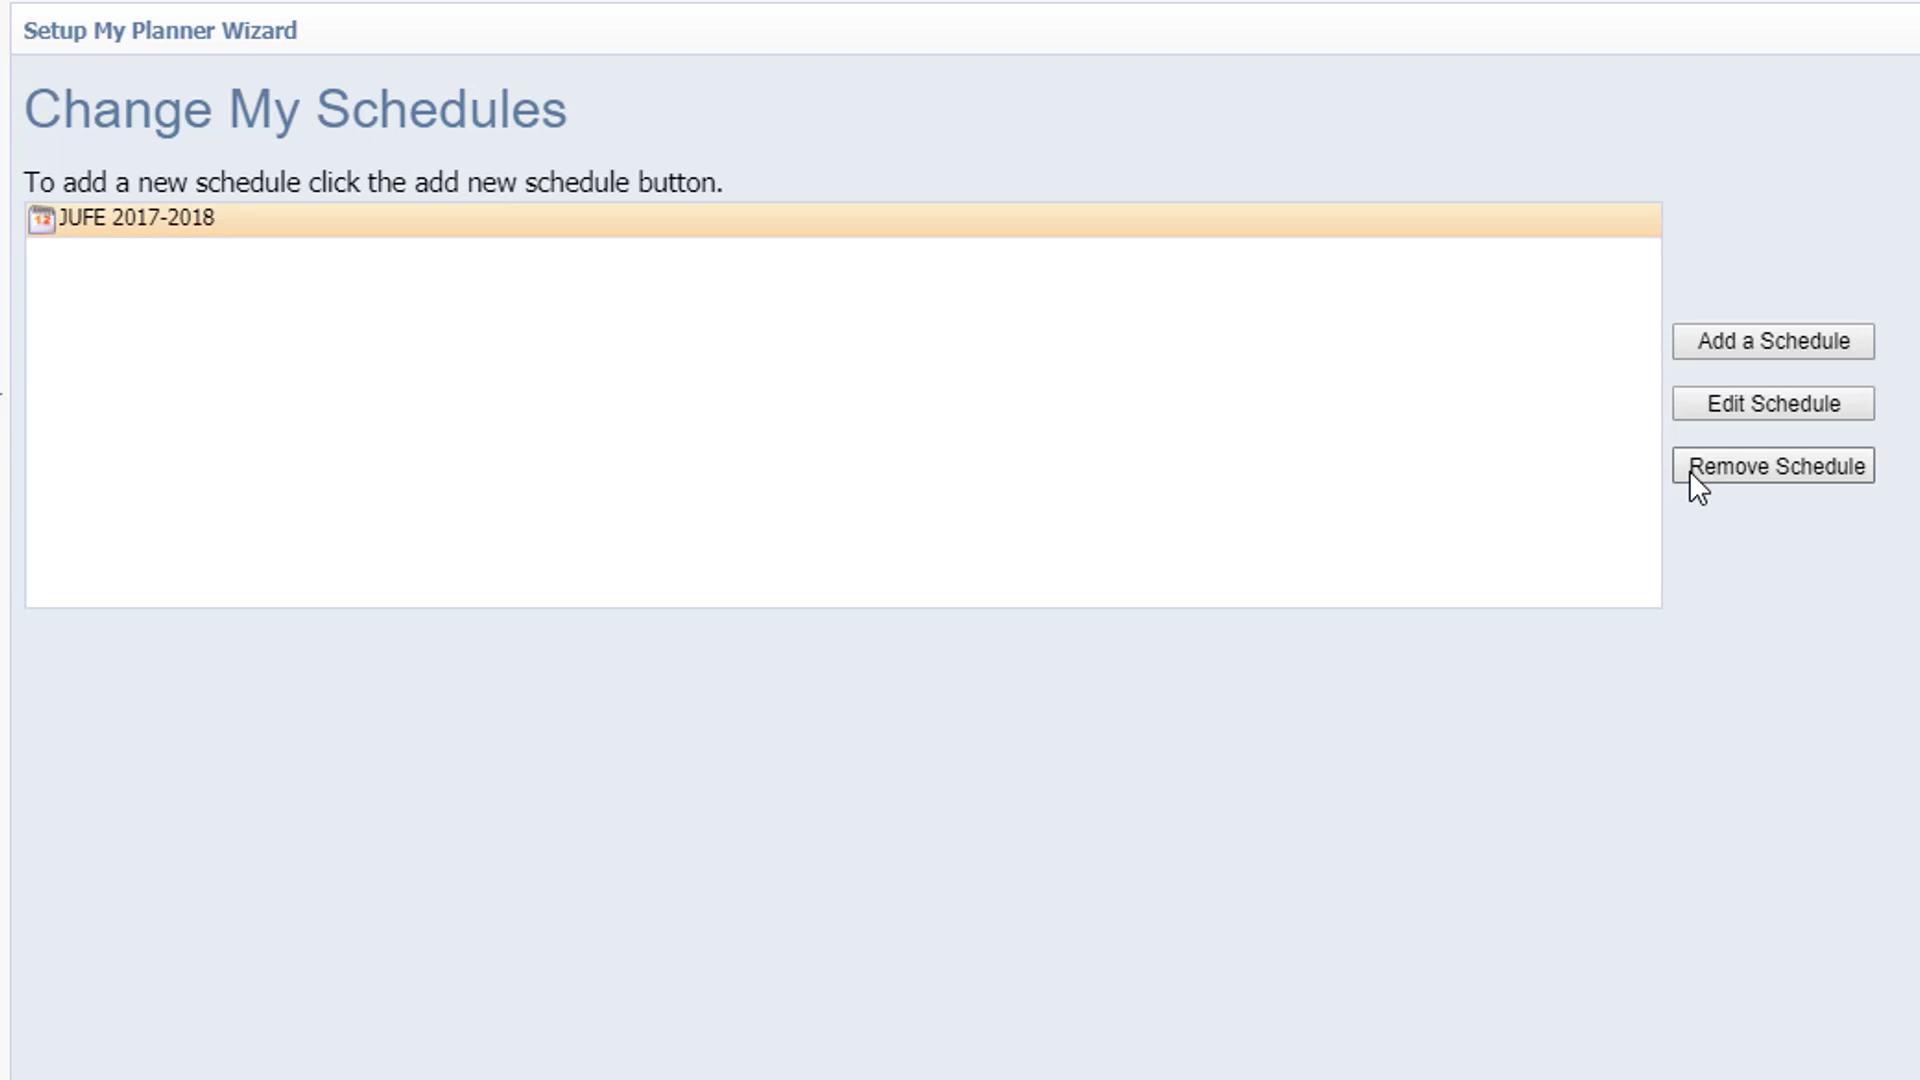 Setup My Planner Wizard
Change My Schedules
To add a new schedule click the add new schedule button.
12 JUFE 2017-2018
Add a Schedule
Edit Schedule
Remove Schedule